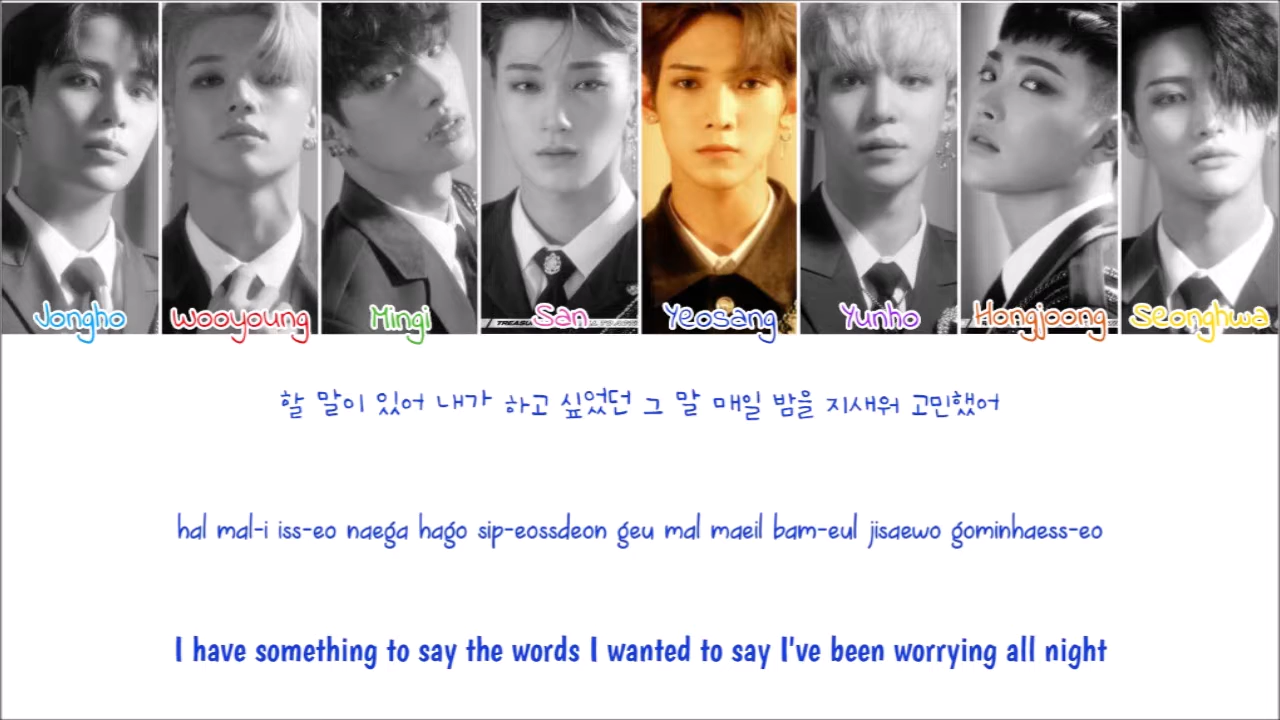 Jongho Wooyoung Mingi San Yeosang Yunho Hongjoong Seonghwa
할 말이 있어 내가 하고 싶었던 그 말 매일 밤을 지새워 고민했어
hal mal-i iss-eo naega hago sip-eossdeon geu mal maeil bam-eul jisaewo gominhaess-eo
I have something to say the words I wanted to say I've been worrying all night